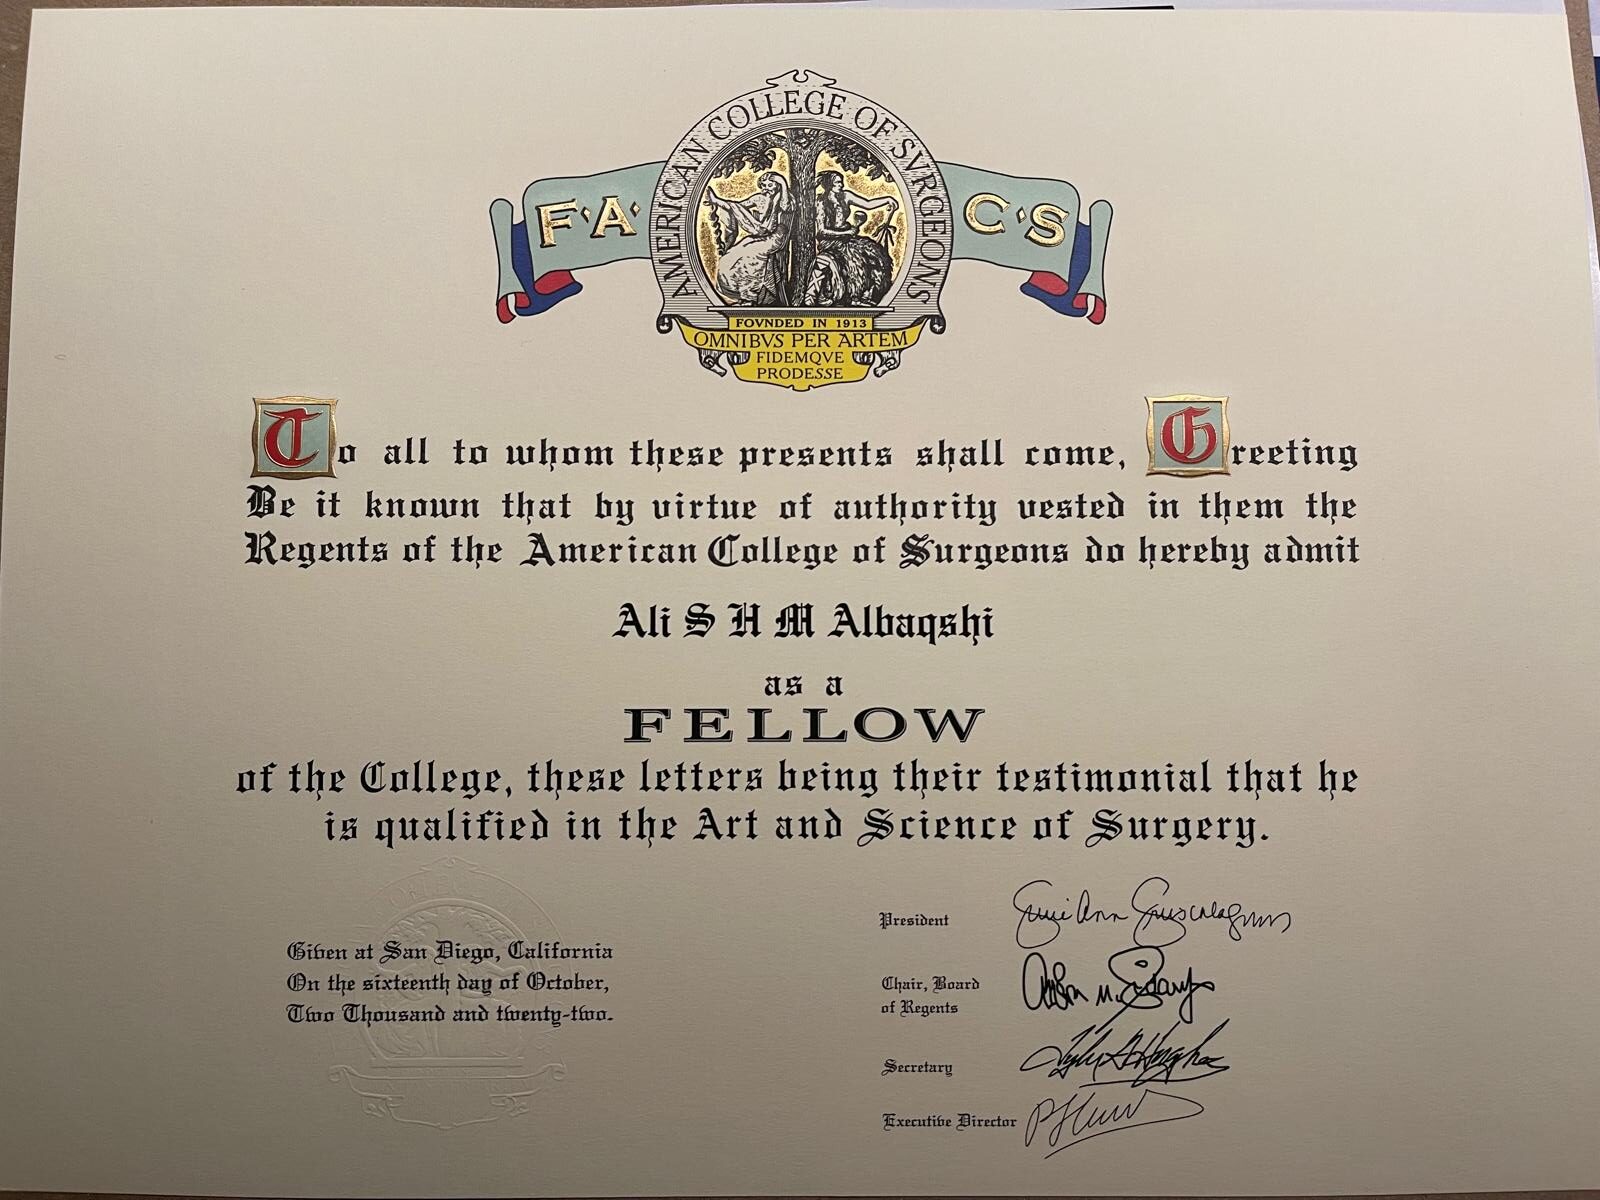 AMERICAN COLLEGE OF SVRGEONS
F·A· C·S
FOVNDED IN 1913
OMNIBVS PER ARTEM
FIDEMQVE
PRODESSE
To all to whom these presents shall come, Greeting
Be it known that by virtue of authority vested in them the
Regents of the American College of Surgeons do hereby admit
Ali S H M Albaqshi
as a
FELLOW
of the College, these letters being their testimonial that he
is qualified in the Art and Science of Surgery.
Given at San Diego, California
On the sixteenth day of October,
Two Thousand and twenty-two.
President
Chair, Board
of Regents
Secretary
Executive Director